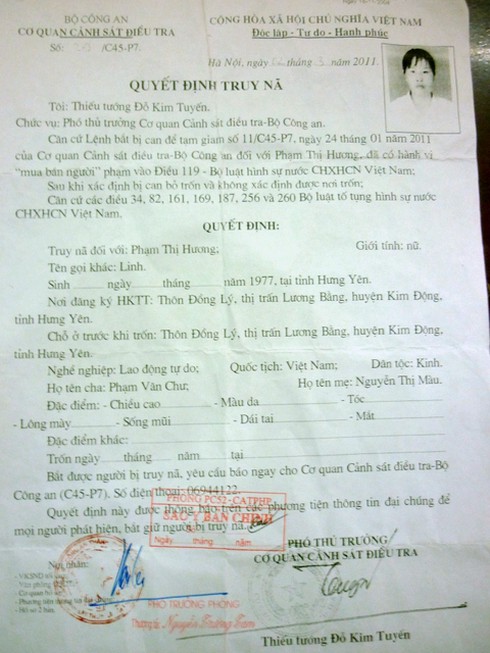 BỘ CÔNG AN
CƠ QUAN CẢNH SÁT ĐIỀU TRA
Số: /C45-P7.
CỘNG HÒA XÃ HỘI CHỦ NGHĨA VIỆT NAM
Độc lập - Tự do - Hạnh phúc
Hà Nội, ngày tháng 3 năm 2011.
QUYẾT ĐỊNH TRUY NÃ
Tôi: Thiếu tướng Đỗ Kim Tuyến.
Chức vụ: Phó thủ trưởng Cơ quan Cảnh sát điều tra-Bộ Công an.
Căn cứ Lệnh bắt bị can để tạm giam số 11/C45-P7, ngày 24 tháng 01 năm 2011
của Cơ quan Cảnh sát điều tra-Bộ Công an đối với Phạm Thị Hương, đã có hành vi
"mua bán người" phạm vào Điều 119 - Bộ luật hình sự nước CHXHCN Việt Nam;
Sau khi xác định bị can bỏ trốn và không xác định được nơi trốn;
Căn cứ các điều 34, 82, 161, 169, 187, 256 và 260 Bộ luật tố tụng hình sự nước
CHXHCN Việt Nam.
QUYẾT ĐỊNH:
Truy nã đối với: Phạm Thị Hương; Giới tính: nữ.
Tên gọi khác: Linh.
Sinh ngày tháng năm 1977, tại tỉnh Hưng Yên.
Nơi đăng ký HKTT: Thôn Đồng Lý, thị trấn Lương Bằng, huyện Kim Động,
tỉnh Hưng Yên.
Chỗ ở trước khi trốn: Thôn Đồng Lý, thị trấn Lương Bằng, huyện Kim Động,
tỉnh Hưng Yên.
Nghề nghiệp: Lao động tự do; Quốc tịch: Việt Nam; Dân tộc: Kinh.
Họ tên cha: Phạm Văn Chư; Họ tên mẹ: Nguyễn Thị Màu.
Đặc điểm: - Chiều cao - Màu da - Tóc
- Lông mày - Sống mũi - Dái tai - Mắt
Đặc điểm khác:
Trốn ngày tháng năm tại
Bắt được người bị truy nã, yêu cầu báo ngay cho Cơ quan Cảnh sát điều tra-Bộ
Công an (C45-P7). Số điện thoại: 06944122.
Quyết định này được thông báo trên các phương tiện thông tin đại chúng để
mọi người phát hiện, bắt giữ người bị truy nã.
PHÒNG PC52 - CATPHP
SAO Y BẢN CHÍNH
Ngày tháng năm
PHÓ THỦ TRƯỞNG
CƠ QUAN CẢNH SÁT ĐIỀU TRA
Nơi nhận:
PHÓ TRƯỞNG PHÒNG
Thiếu tướng Đỗ Kim Tuyến